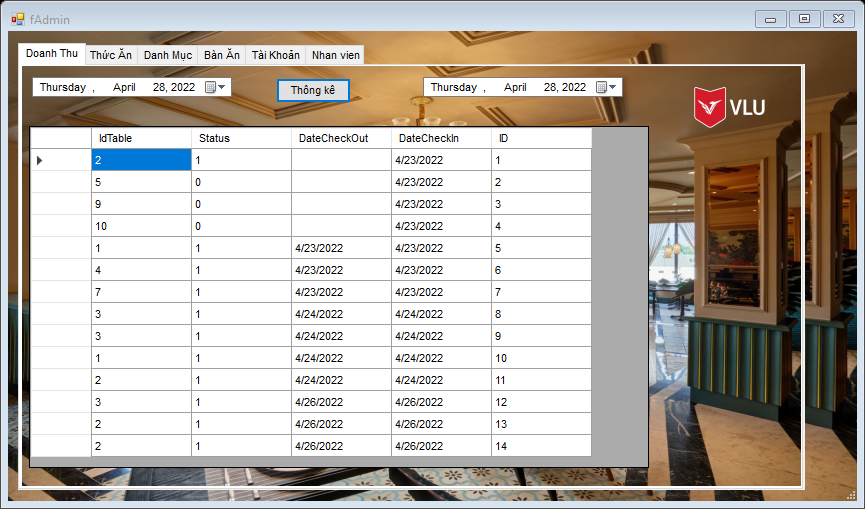 fAdmin
Doanh Thu Thức Ăn Danh Mục Bàn Ăn Tài Khoản Nhan vien
Thursday , April 28, 2022 Thông kê Thursday , April 28, 2022
VLU
IdTable Status DateCheckOut DateCheckIn ID
2 1 4/23/2022 1
5 0 4/23/2022 2
9 0 4/23/2022 3
10 0 4/23/2022 4
1 1 4/23/2022 4/23/2022 5
4 1 4/23/2022 4/23/2022 6
7 1 4/23/2022 4/23/2022 7
3 1 4/24/2022 4/24/2022 8
3 1 4/24/2022 4/24/2022 9
1 1 4/24/2022 4/24/2022 10
2 1 4/24/2022 4/24/2022 11
3 1 4/26/2022 4/26/2022 12
2 1 4/26/2022 4/26/2022 13
2 1 4/26/2022 4/26/2022 14